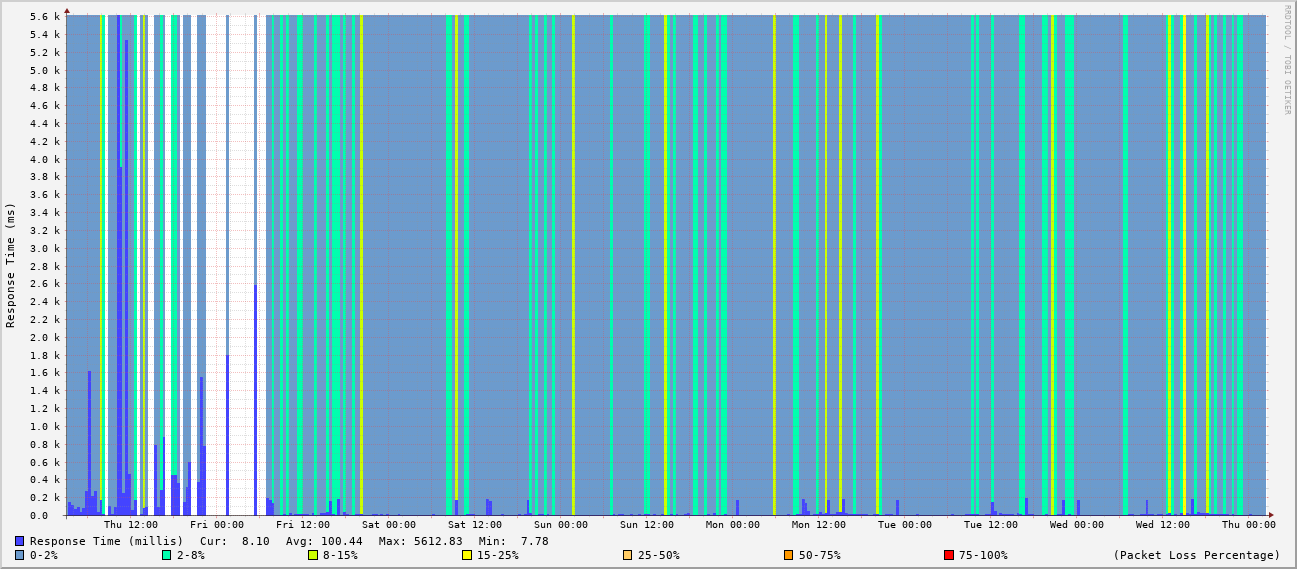 5.6 k
5.4 k
5.2 k
5.0 k
4.8 k
4.6 k
4.4 k
4.2 k
4.0 k
3.8 k
3.6 k
3.4 k
3.2 k
3.0 k
2.8 k
2.6 k
2.4 k
2.2 k
2.0 k
1.8 k
1.6 k
1.4 k
1.2 k
1.0 k
0.8 k
0.6 k
0.4 k
0.2 k
0.0
Response Time (ms)
RRDTOOL / TOBI OETIKER
Thu 12:00 Fri 00:00 Fri 12:00 Sat 00:00 Sat 12:00 Sun 00:00 Sun 12:00 Mon 00:00 Mon 12:00 Tue 00:00 Tue 12:00 Wed 00:00 Wed 12:00 Thu 00:00
Response Time (millis) Cur: 8.10 Avg: 100.44 Max: 5612.83 Min: 7.78
0-2% 2-8% 8-15% 15-25% 25-50% 50-75% 75-100% (Packet Loss Percentage)